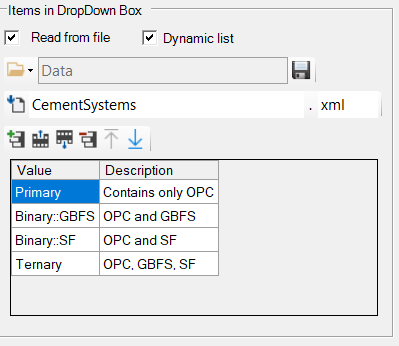 Items in DropDown Box
Read from file Dynamic list
Data
CementSystems . xml
Value Description
Primary Contains only OPC
Binary::GBFS OPC and GBFS
Binary::SF OPC and SF
Ternary OPC, GBFS, SF